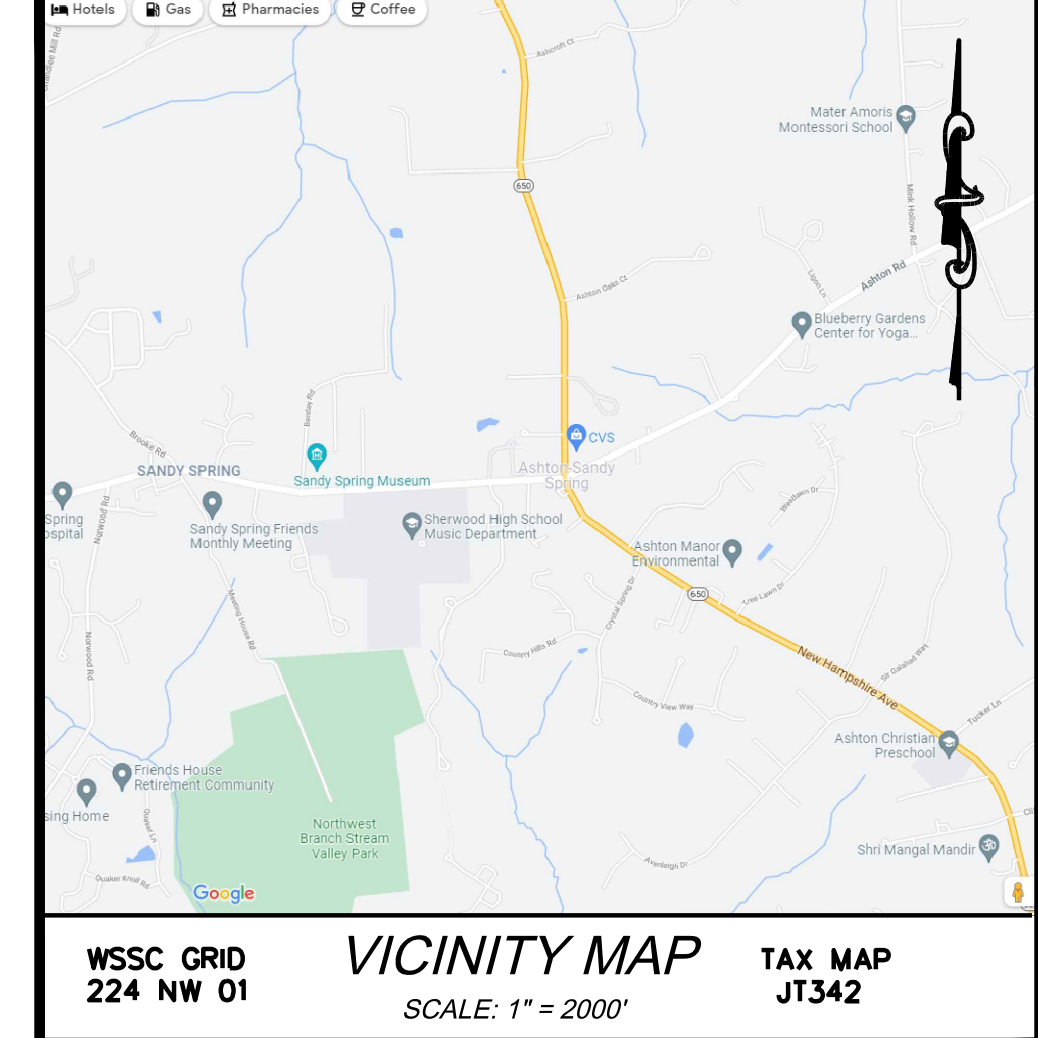 Hotels
Gas
Pharmacies
Coffee
Ashcroft Ct
Mater Amoris
Montessori School
650
Mink Hollow Rd
Ashton Rd
Ligon Ln
Ashton Oaks Ct
Blueberry Gardens
Center for Yoga...
Bentley Rd
Brooke Rd
CVS
SANDY SPRING
Sandy Spring Museum
Ashton-Sandy
Spring
Spring
ospital
Norwood Rd
Sandy Spring Friends
Monthly Meeting
Sherwood High School
Music Department
Ashton Manor
Environmental
650
Tree Lawn Dr
Crystal Spring Dr
Meeting House Rd
Norwood Rd
Country Hills Rd
New Hampshire Ave
Sir Galahad Way
Country View Way
Tucker Ln
Ashton Christian
Preschool
Friends House
Retirement Community
sing Home
Quaver Ln
Northwest
Branch Stream
Valley Park
Shri Mangal Mandir
Avenleigh Dr
Quaker Knoll Rd
Google
WSSC GRID
224 NW 01
VICINITY MAP
SCALE: 1" = 2000'
TAX MAP
JT342